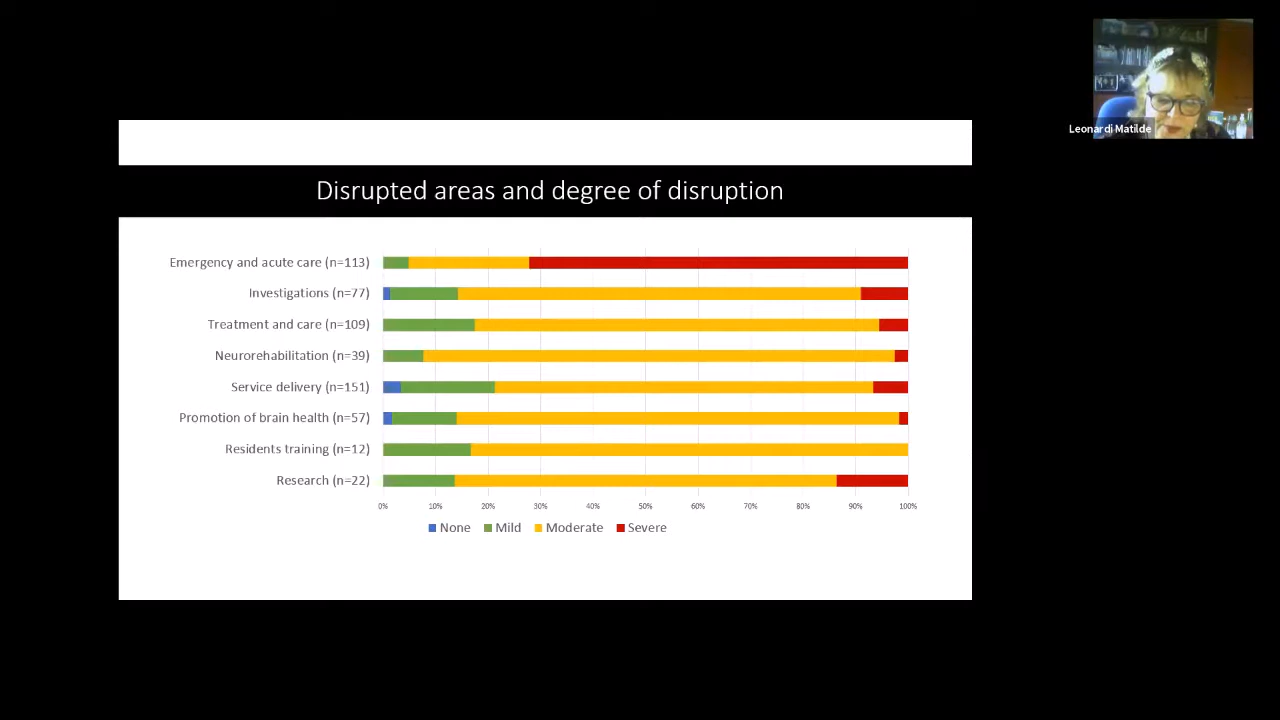 Leonardi Matilde
Disrupted areas and degree of disruption
Emergency and acute care (n=113)
Investigations (n=77)
Treatment and care (n=109)
Neurorehabilitation (n=39)
Service delivery (n=151)
Promotion of brain health (n=57)
Residents training (n=12)
Research (n=22)
0% 10% 20% 30% 40% 50% 60% 70% 80% 90% 100%
None Mild Moderate Severe